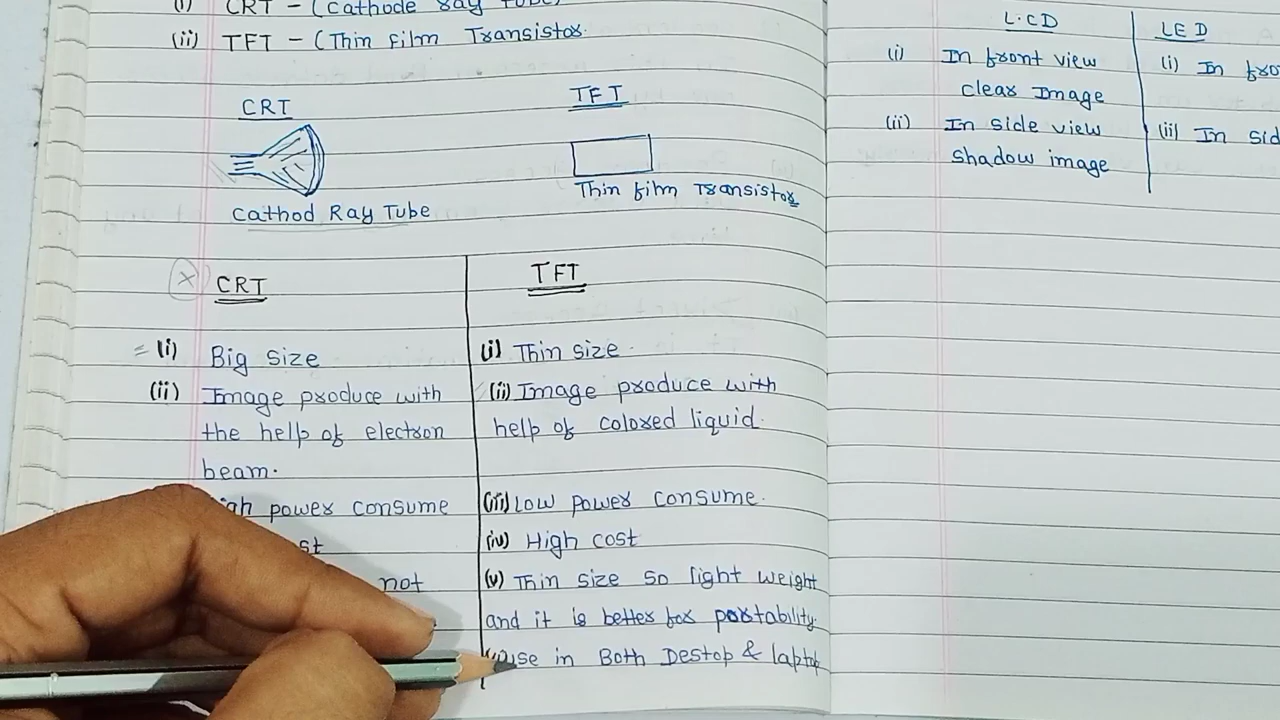 (i) CRT - (Cathode Ray Tube)
(ii) TFT - (Thin Film Transistor.
CRT
TFT
Thin film Transistor
Cathod Ray Tube
CRT
TFT
(i) Big size
(i) Thin size.
(ii) Image produce with
the help of electron
beam.
(ii) Image produce with
help of colored liquid.
power consume
(iii) Low power consume.
(iv) High cost
not
(v) Thin size so light weight
and it is better for portability.
use in Both Destop & laptop
L.CD
LED
(i) In front view
clear Image
(i) In
(ii) In side view
shadow image
(ii) In